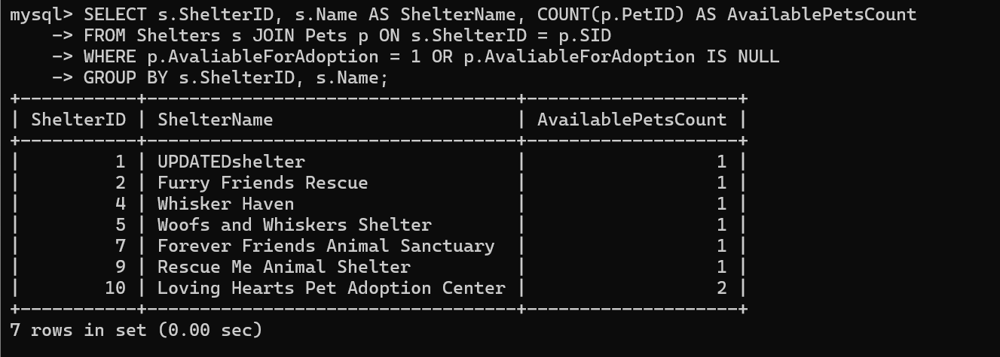 mysql> SELECT s.ShelterID, s.Name AS ShelterName, COUNT(p.PetID) AS AvailablePetsCount
    -> FROM Shelters s JOIN Pets p ON s.ShelterID = p.SID
    -> WHERE p.AvaliableForAdoption = 1 OR p.AvaliableForAdoption IS NULL
    -> GROUP BY s.ShelterID, s.Name;
+-----------+-----------------------------------+--------------------+
| ShelterID | ShelterName                       | AvailablePetsCount |
+-----------+-----------------------------------+--------------------+
|         1 | UPDATEDshelter                    |                  1 |
|         2 | Furry Friends Rescue              |                  1 |
|         4 | Whisker Haven                     |                  1 |
|         5 | Woofs and Whiskers Shelter        |                  1 |
|         7 | Forever Friends Animal Sanctuary  |                  1 |
|         9 | Rescue Me Animal Shelter          |                  1 |
|        10 | Loving Hearts Pet Adoption Center |                  2 |
+-----------+-----------------------------------+--------------------+
7 rows in set (0.00 sec)